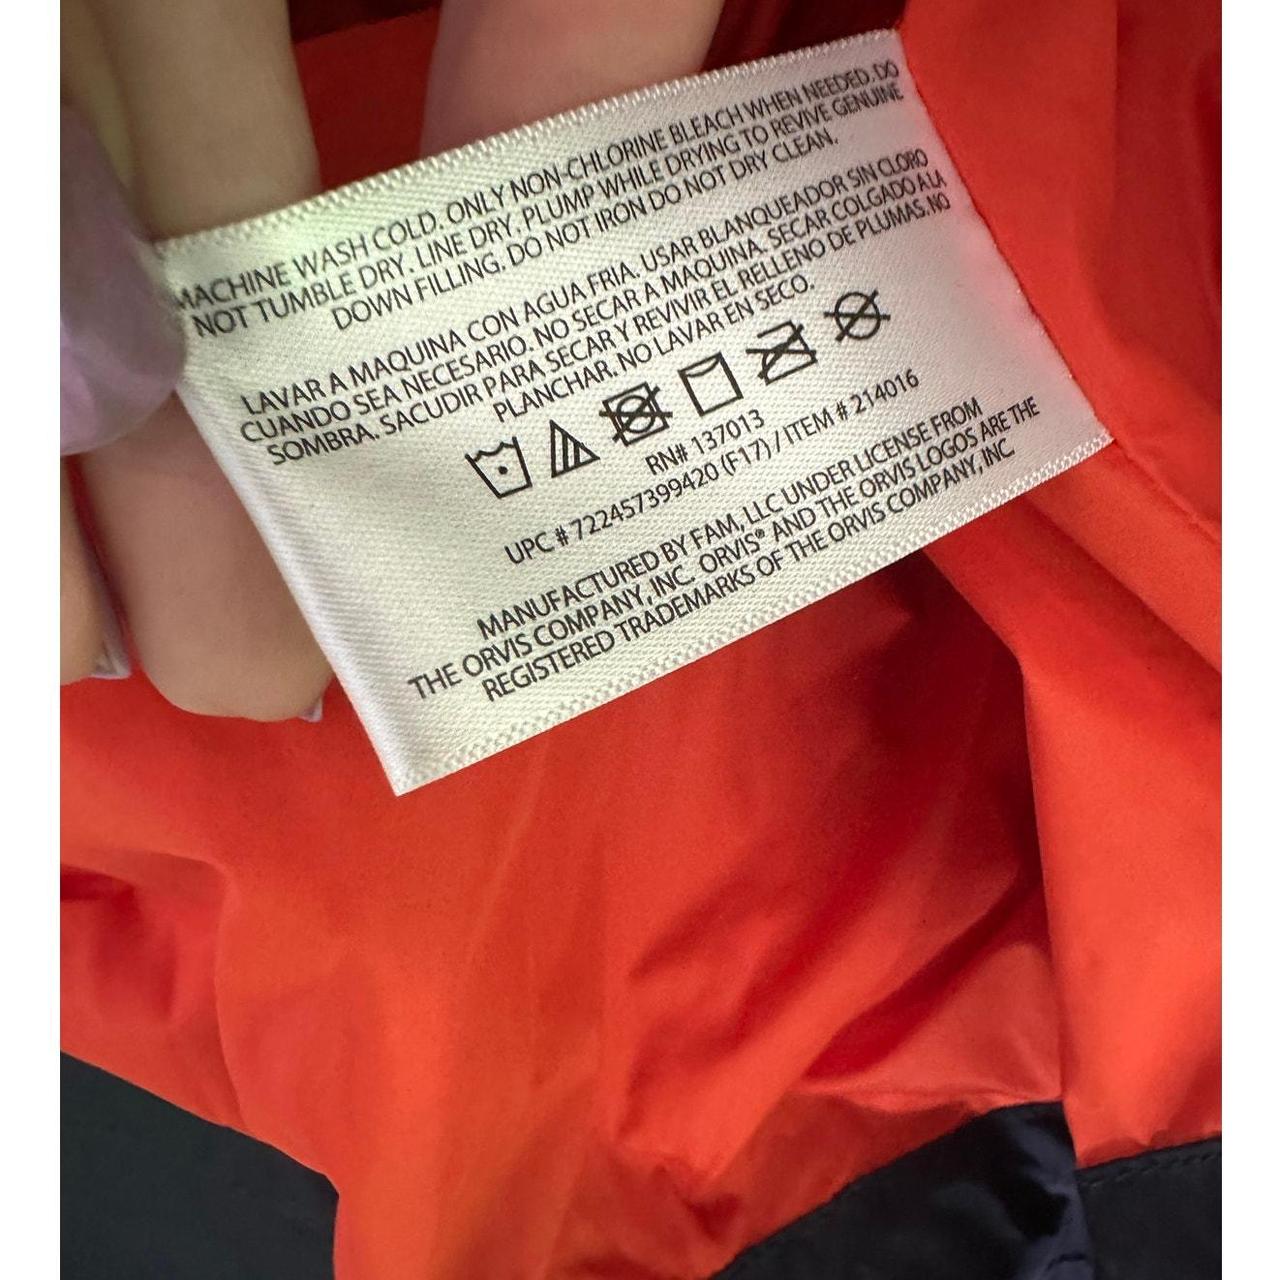 MACHINE WASH COLD. ONLY NON-CHLORINE BLEACH WHEN NEEDED. DO
NOT TUMBLE DRY. LINE DRY. PLUMP WHILE DRYING TO REVIVE GENUINE
DOWN FILLING. DO NOT IRON DO NOT DRY CLEAN.
LAVAR A MAQUINA CON AGUA FRIA. USAR BLANQUEADOR SIN CLORO
CUANDO SEA NECESARIO. NO SECAR A MAQUINA. SECAR COLGADO A LA
SOMBRA. SACUDIR PARA SECAR Y REVIVIR EL RELLENO DE PLUMAS. NO
PLANCHAR. NO LAVAR EN SECO.
RN# 137013
UPC # 722457399420 (F17) / ITEM # 214016
MANUFACTURED BY FAM, LLC UNDER LICENSE FROM
THE ORVIS COMPANY, INC. ORVIS® AND THE ORVIS LOGOS ARE THE
REGISTERED TRADEMARKS OF THE ORVIS COMPANY, INC